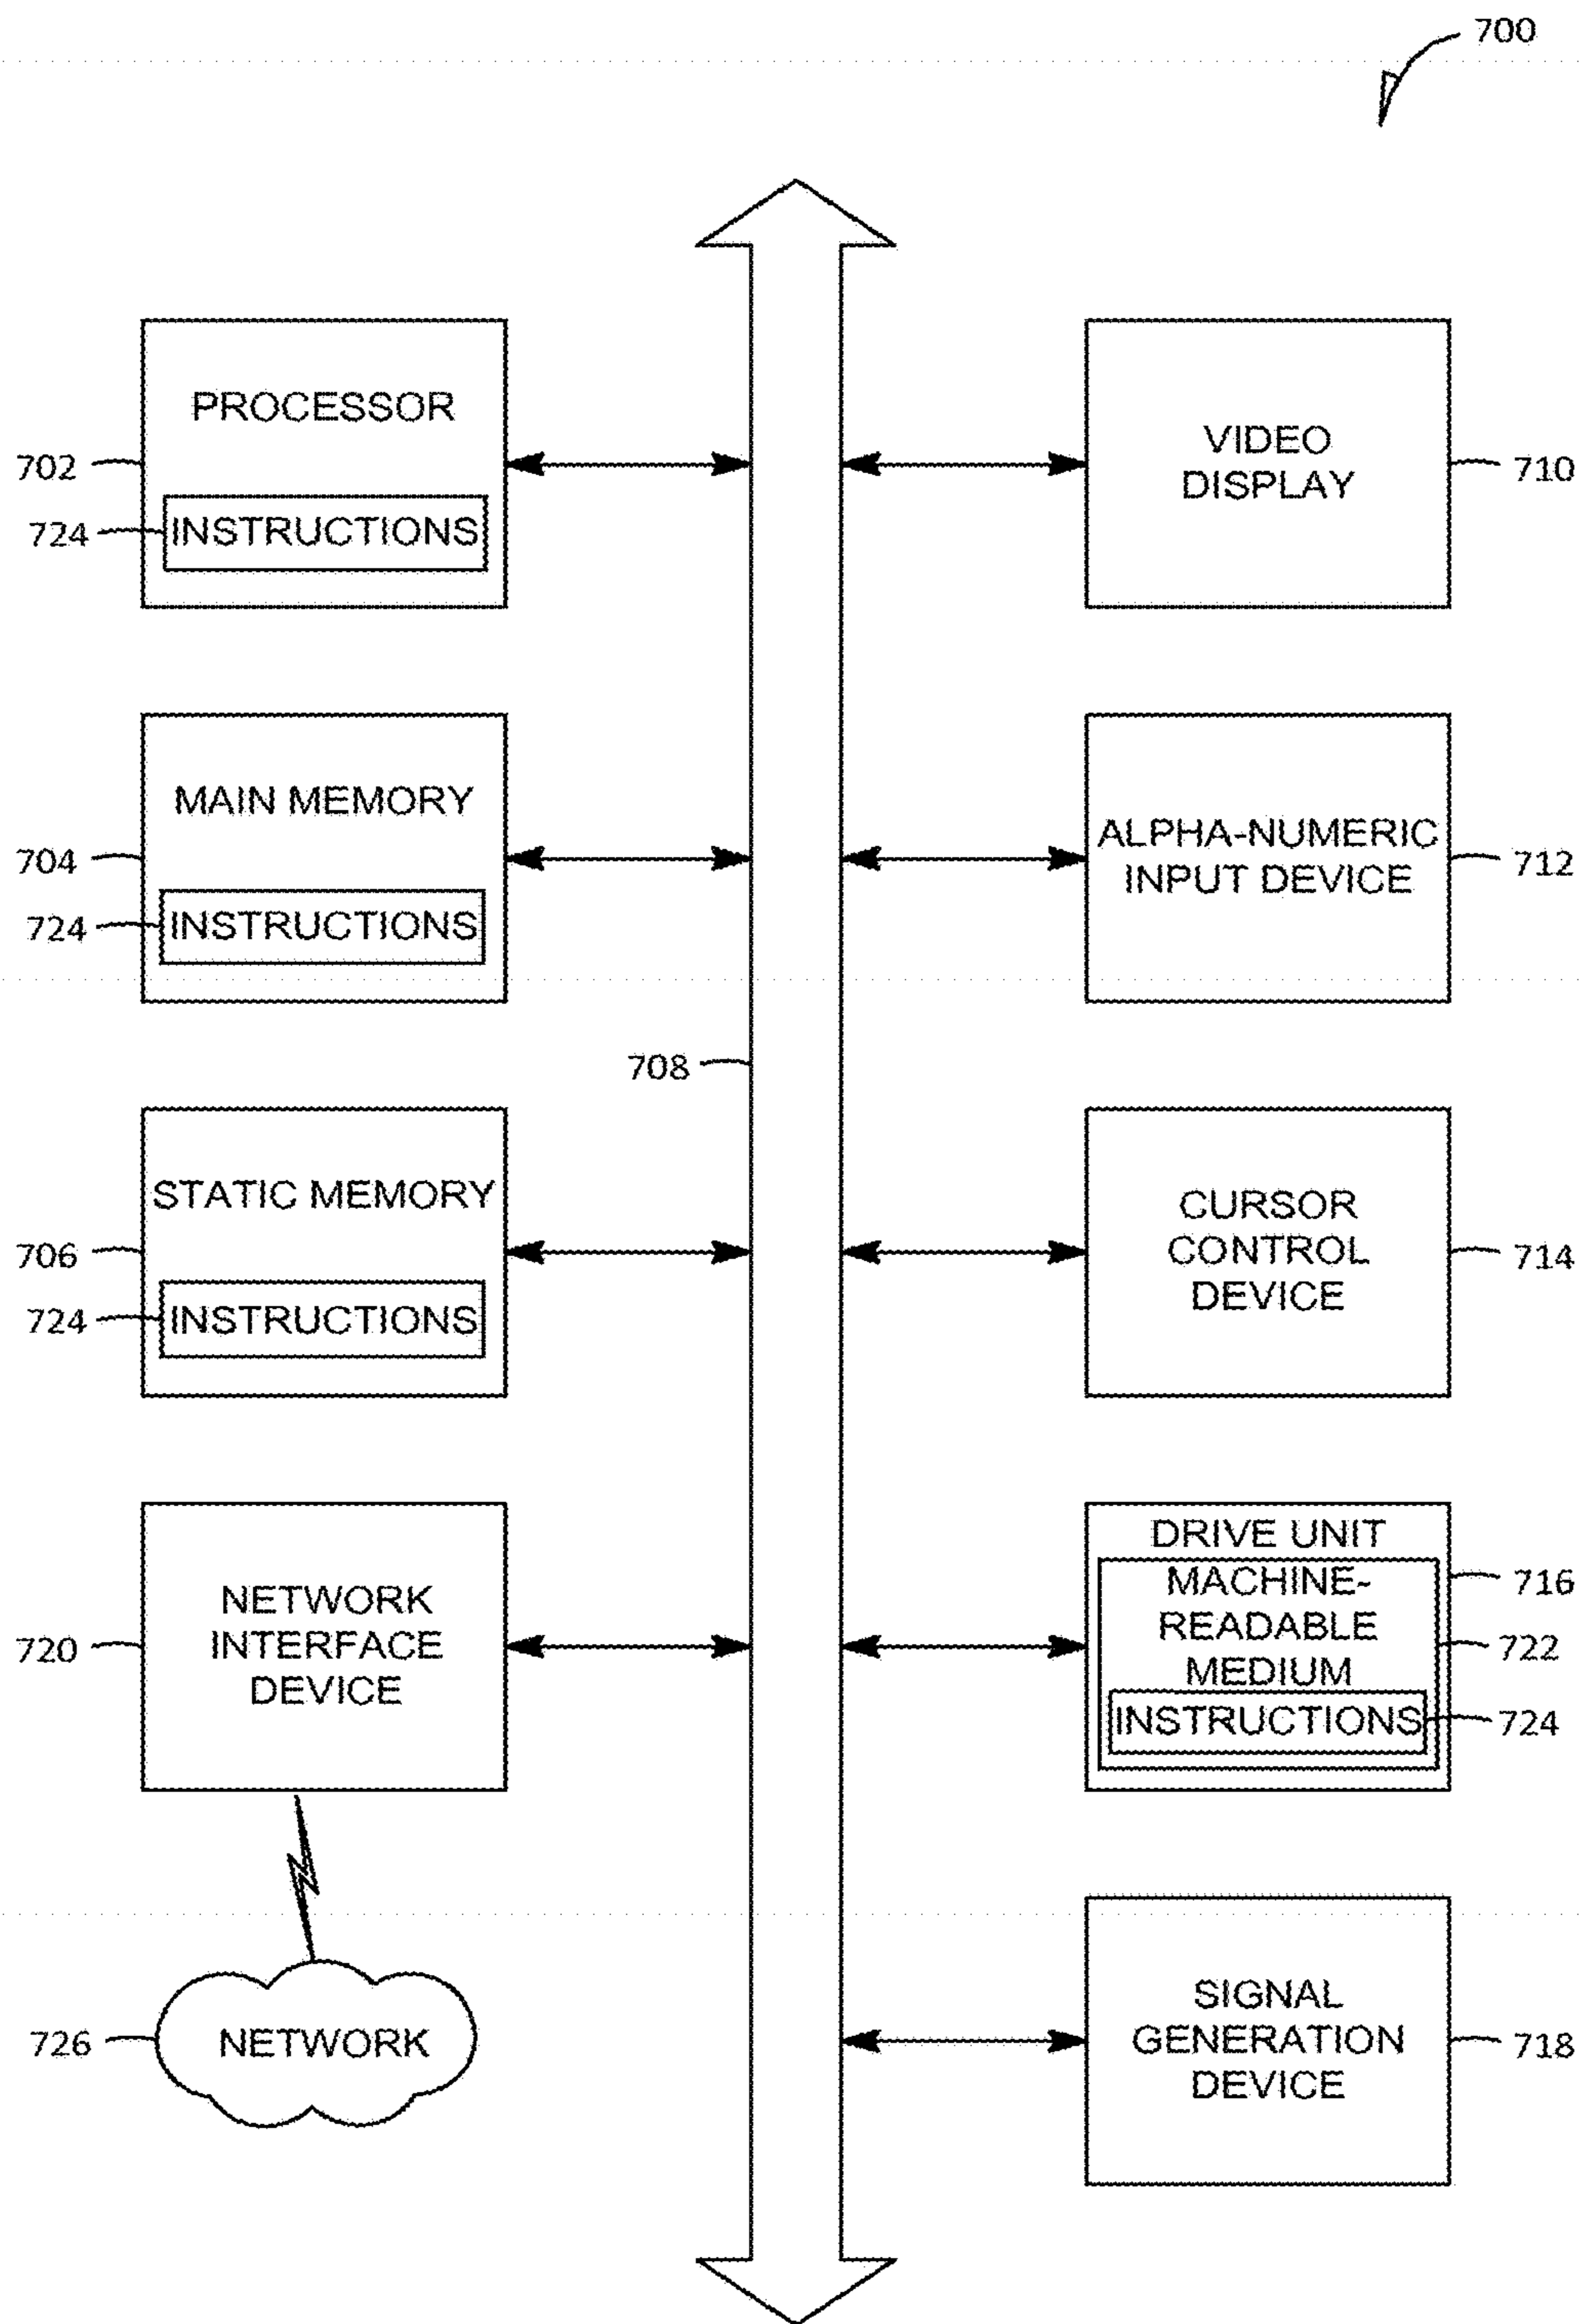 700
PROCESSOR
702
724
INSTRUCTIONS
VIDEO
DISPLAY
710
MAIN MEMORY
704
724
INSTRUCTIONS
ALPHA-NUMERIC
INPUT DEVICE
712
708
STATIC MEMORY
706
724
INSTRUCTIONS
CURSOR
CONTROL
DEVICE
714
NETWORK
INTERFACE
DEVICE
720
DRIVE UNIT
716
MACHINE-
READABLE
MEDIUM
722
INSTRUCTIONS
724
NETWORK
726
SIGNAL
GENERATION
DEVICE
718